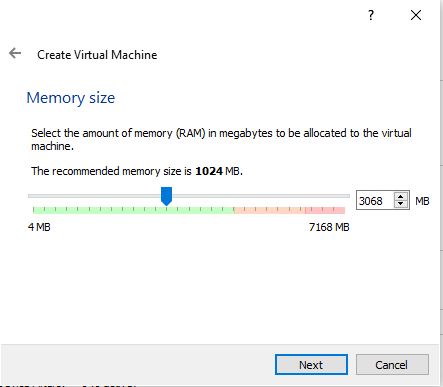 ?
Create Virtual Machine
Memory size
Select the amount of memory (RAM) in megabytes to be allocated to the virtual
machine.
The recommended memory size is 1024 MB.
3068 MB
4 MB 7168 MB
Next Cancel